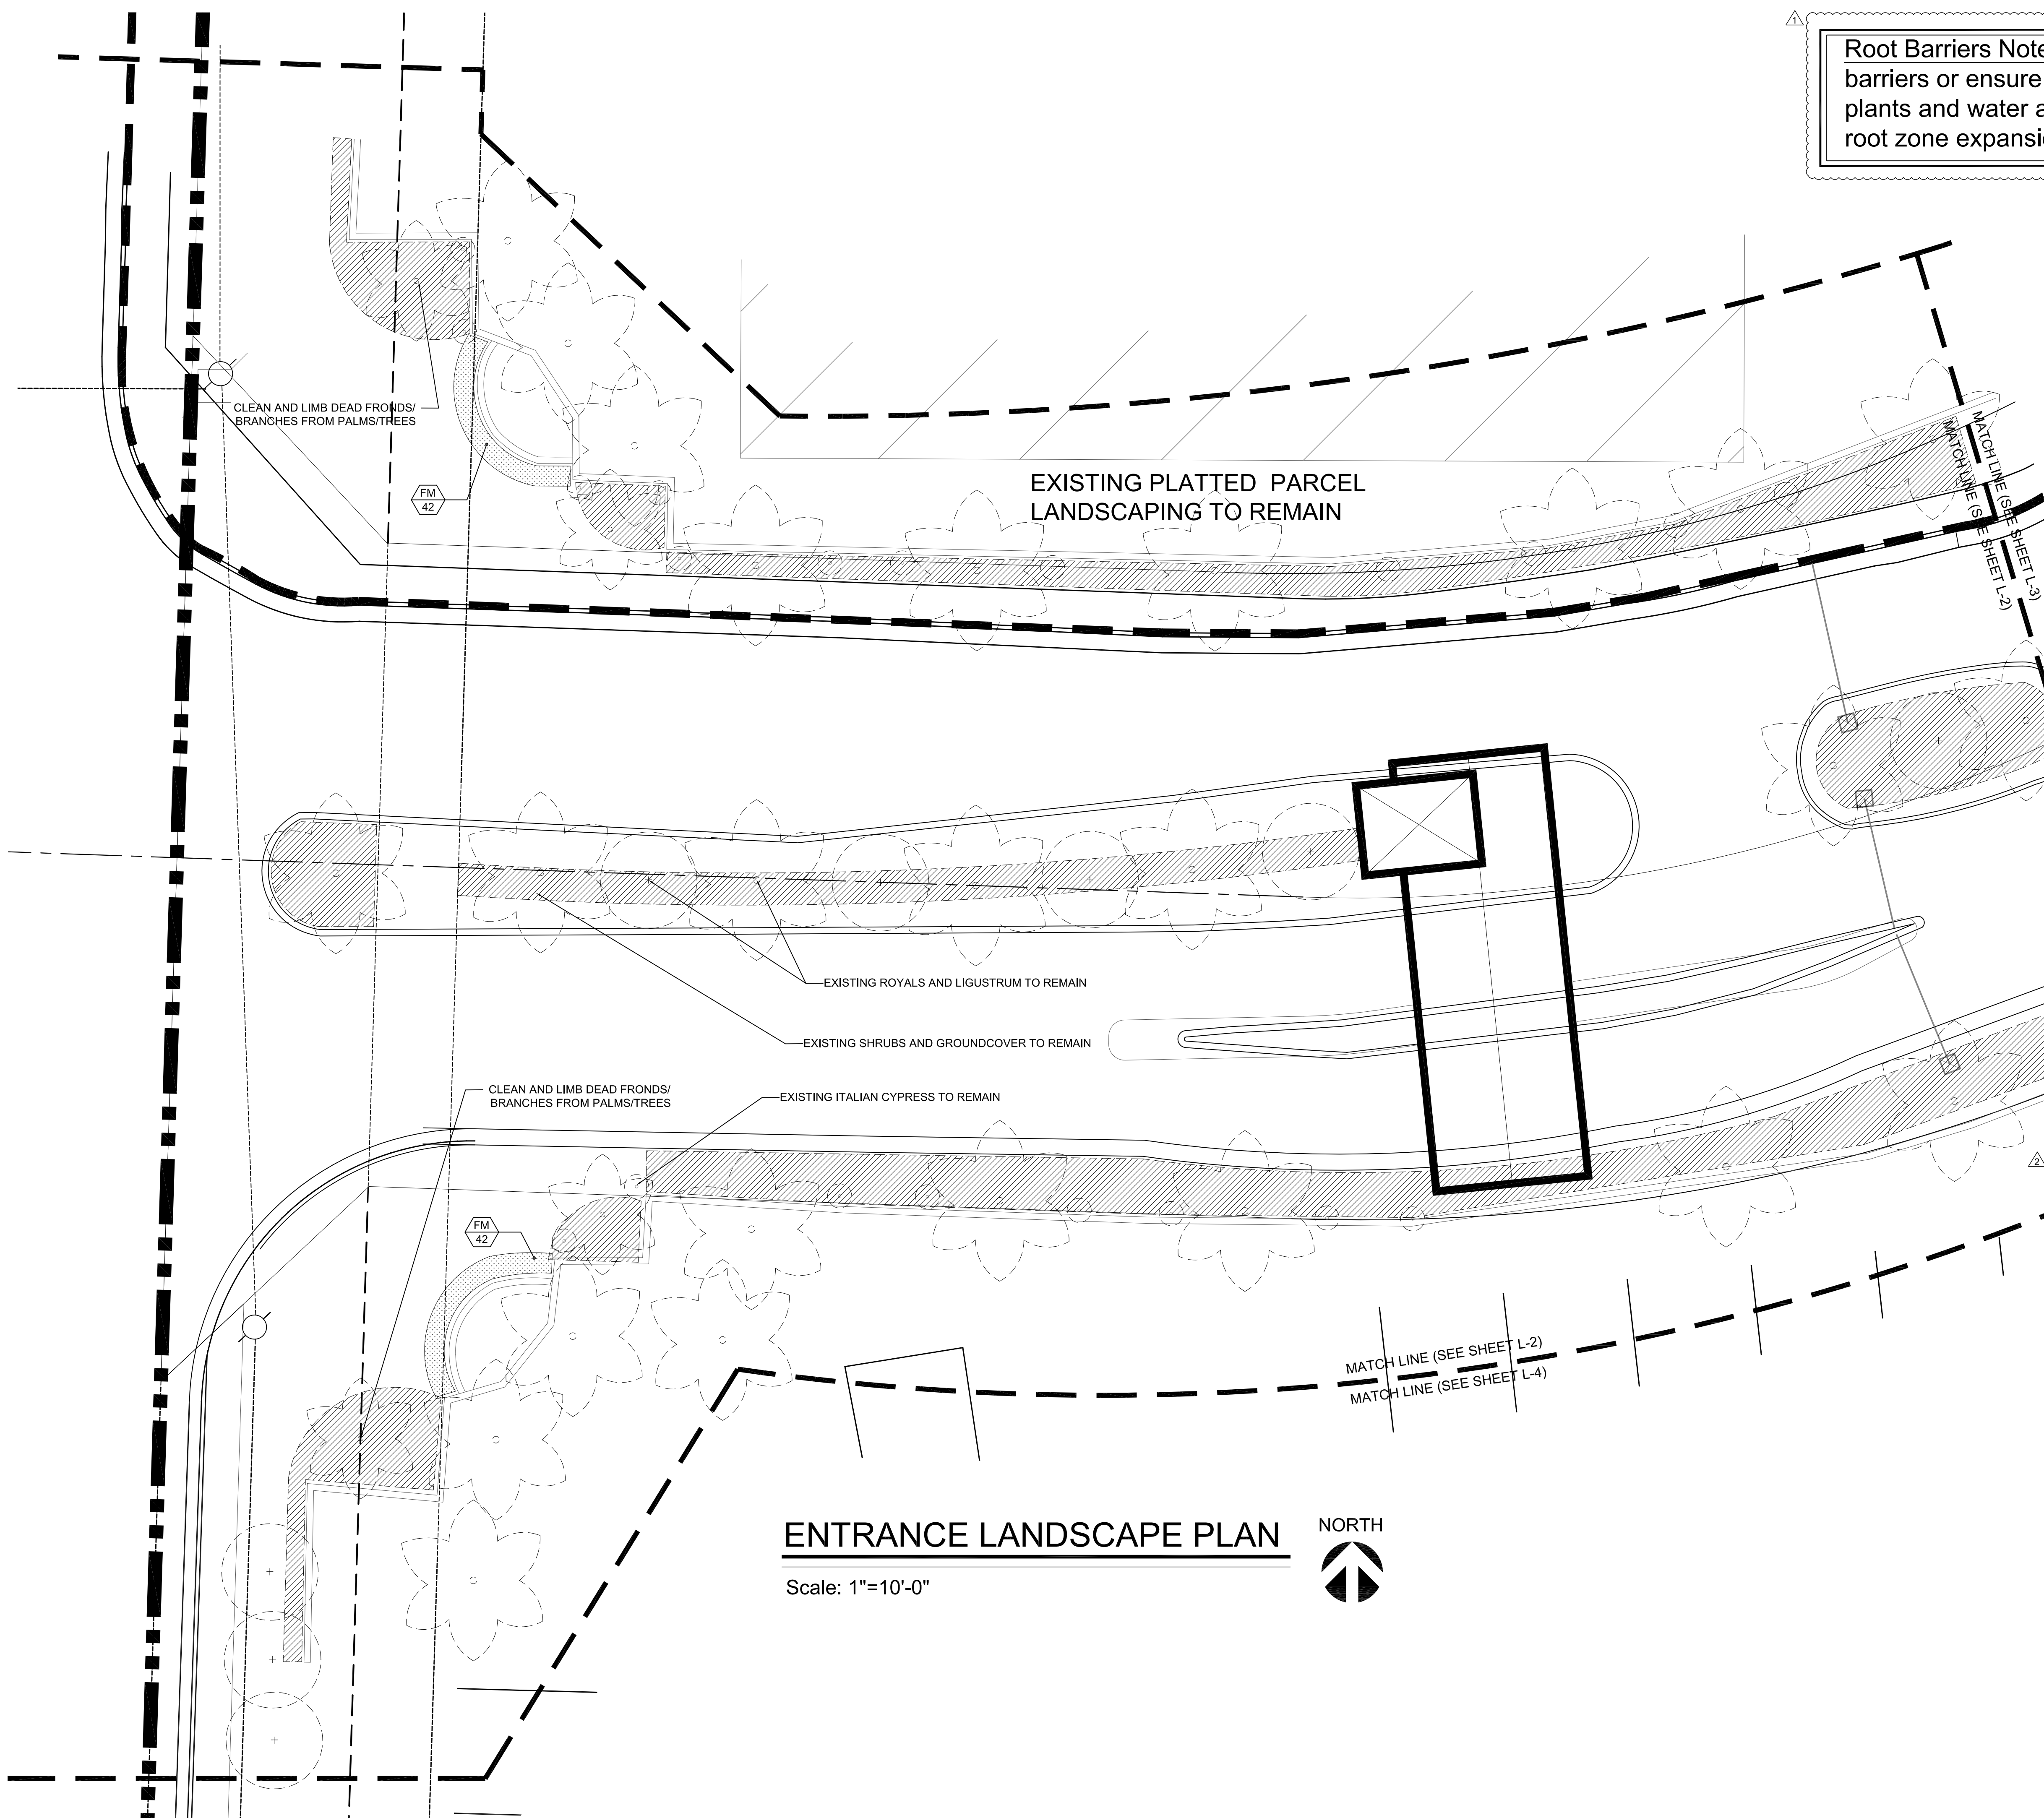 1
Root Barriers Note
barriers or ensure
plants and water a
root zone expansi
CLEAN AND LIMB DEAD FRONDS/
BRANCHES FROM PALMS/TREES
FM
42
EXISTING PLATTED PARCEL
LANDSCAPING TO REMAIN
MATCH LINE (SEE SHEET L-3)
MATCH LINE (SEE SHEET L-2)
EXISTING ROYALS AND LIGUSTRUM TO REMAIN
EXISTING SHRUBS AND GROUNDCOVER TO REMAIN
CLEAN AND LIMB DEAD FRONDS/
BRANCHES FROM PALMS/TREES
EXISTING ITALIAN CYPRESS TO REMAIN
2
FM
42
MATCH LINE (SEE SHEET L-2)
MATCH LINE (SEE SHEET L-4)
ENTRANCE LANDSCAPE PLAN
NORTH
Scale: 1"=10'-0"